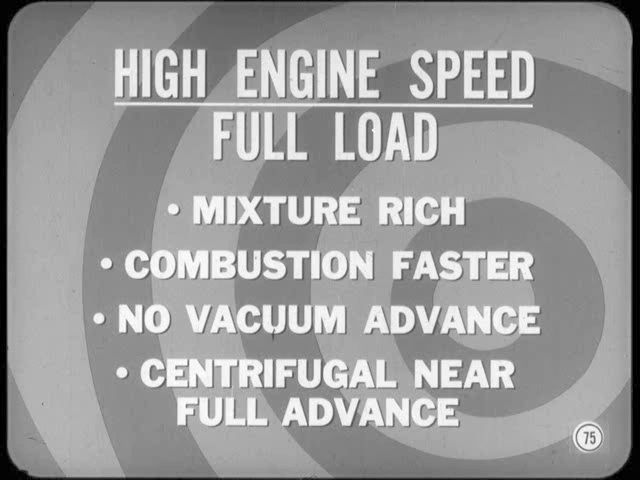 HIGH ENGINE SPEED
FULL LOAD
• MIXTURE RICH
• COMBUSTION FASTER
• NO VACUUM ADVANCE
• CENTRIFUGAL NEAR
FULL ADVANCE
75